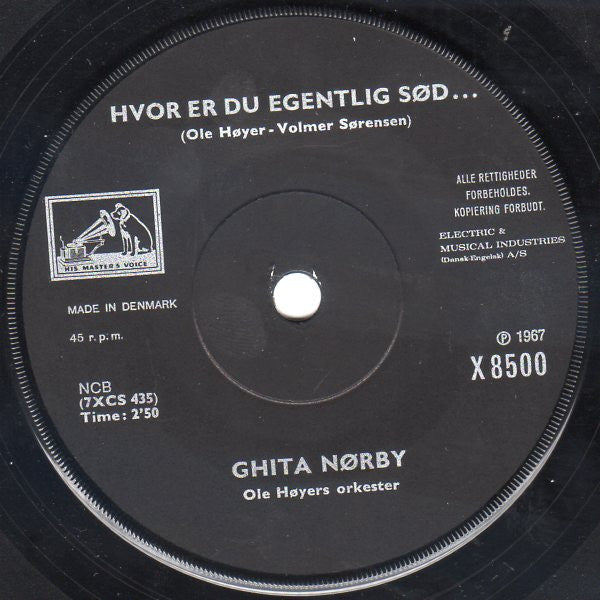 HVOR ER DU EGENTLIG SØD...
(Ole Høyer - Volmer Sørensen)
ALLE RETTIGHEDER
FORBEHOLDES.
KOPIERING FORBUDT.
ELECTRIC &
MUSICAL INDUSTRIES
(Dansk-Engelsk) A/S
HIS MASTER'S VOICE
MADE IN DENMARK
45 r.p.m.
℗ 1967
X 8500
NCB
(7XCS 435)
Time: 2'50
GHITA NØRBY
Ole Høyers orkester